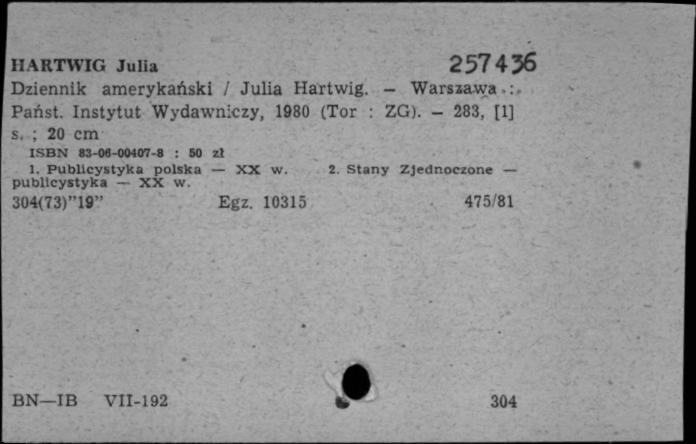 HARTWIG Julia 257436
Dziennik amerykański / Julia Hartwig. — Warszawa :
Państ. Instytut Wydawniczy, 1980 (Tor : ZG). — 283, [1]
s. ; 20 cm
ISBN 83-06-00407-8 : 50 zł
1. Publicystyka polska — XX w. 2. Stany Zjednoczone —
publicystyka — XX w.
304(73)"19" Egz. 10315 475/81
BN—IB VII-192 304